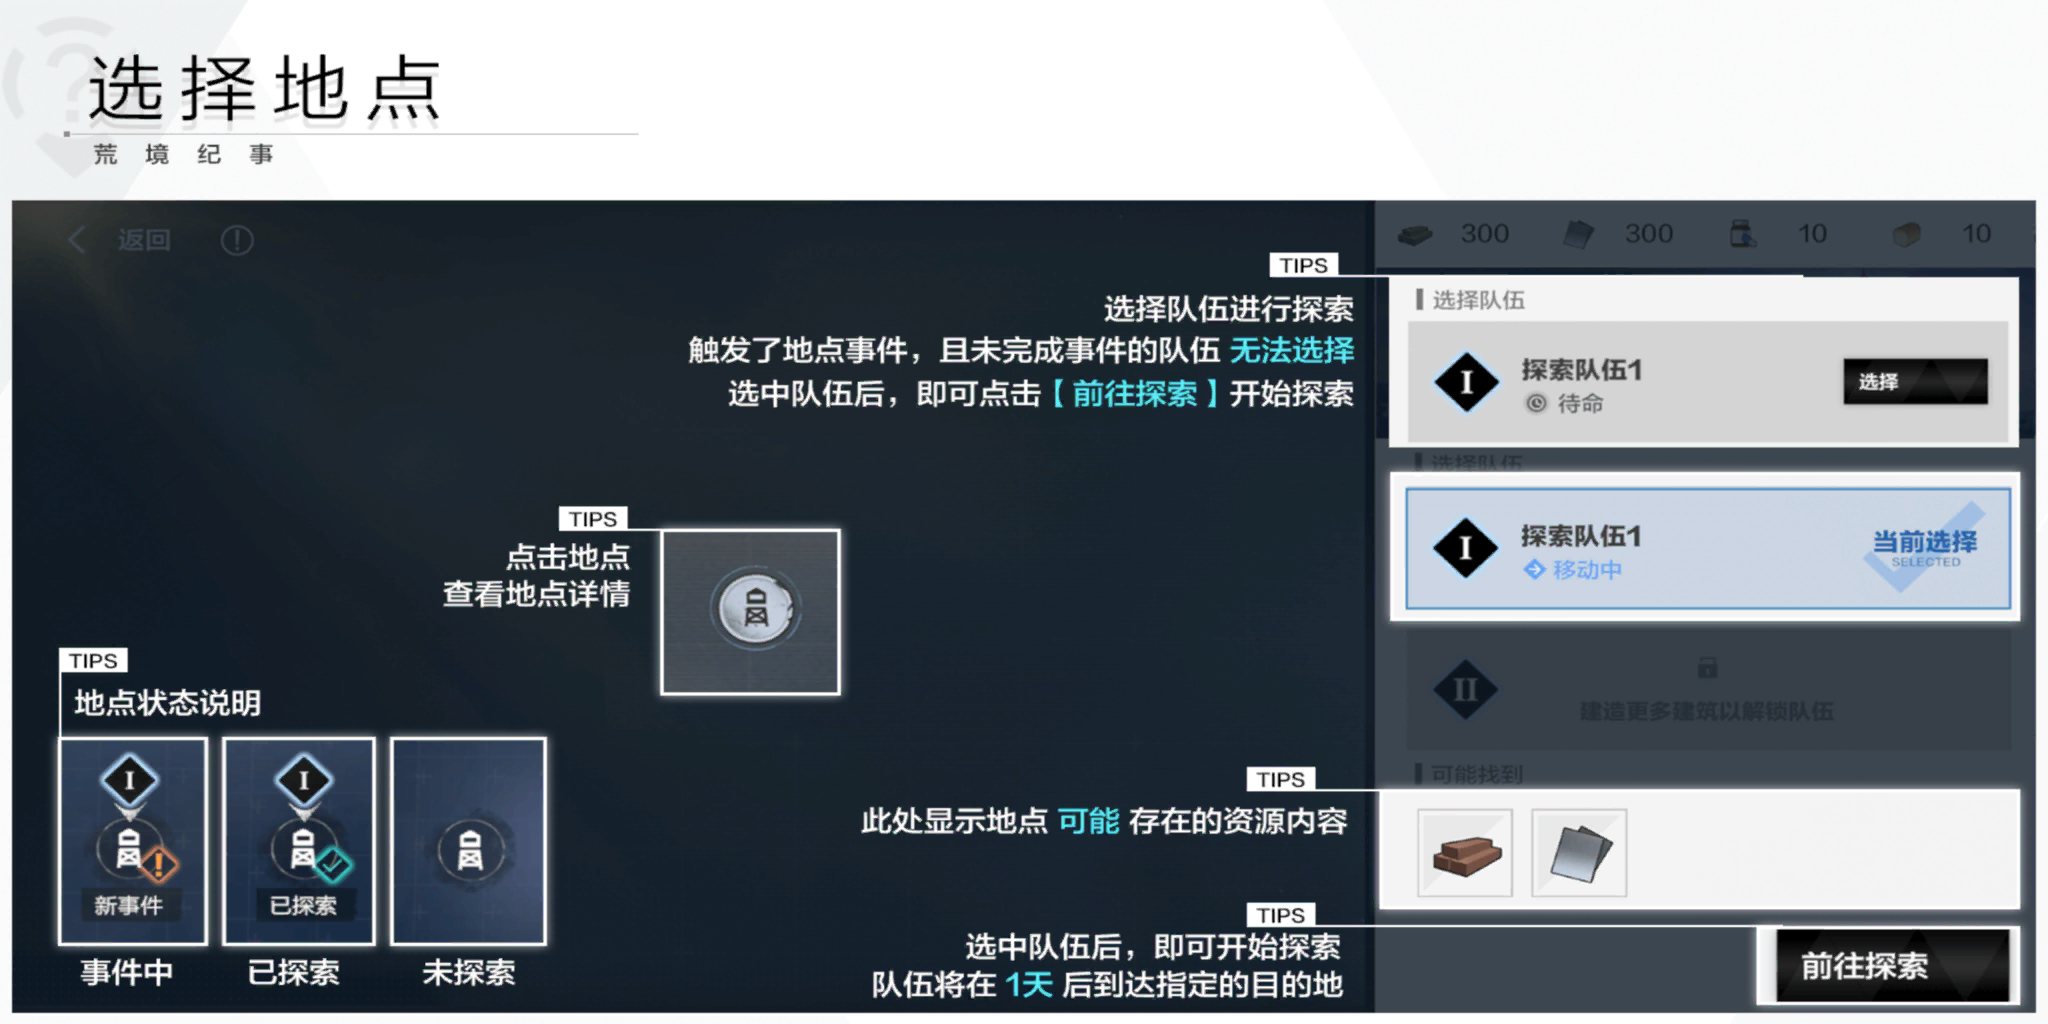 选择地点
荒境纪事
返回
300 300 10 10
TIPS
选择队伍进行探索
触发了地点事件，且未完成事件的队伍 无法选择
选中队伍后，即可点击【前往探索】开始探索
选择队伍
I 探索队伍1
待命
选择
选择队伍
I 探索队伍1
移动中
当前选择
SELECTED
II
建造更多建筑以解锁队伍
TIPS
点击地点
查看地点详情
TIPS
地点状态说明
I
新事件
事件中
I
已探索
已探索
未探索
可能找到
TIPS
此处显示地点 可能 存在的资源内容
TIPS
选中队伍后，即可开始探索
队伍将在 1天 后到达指定的目的地
前往探索